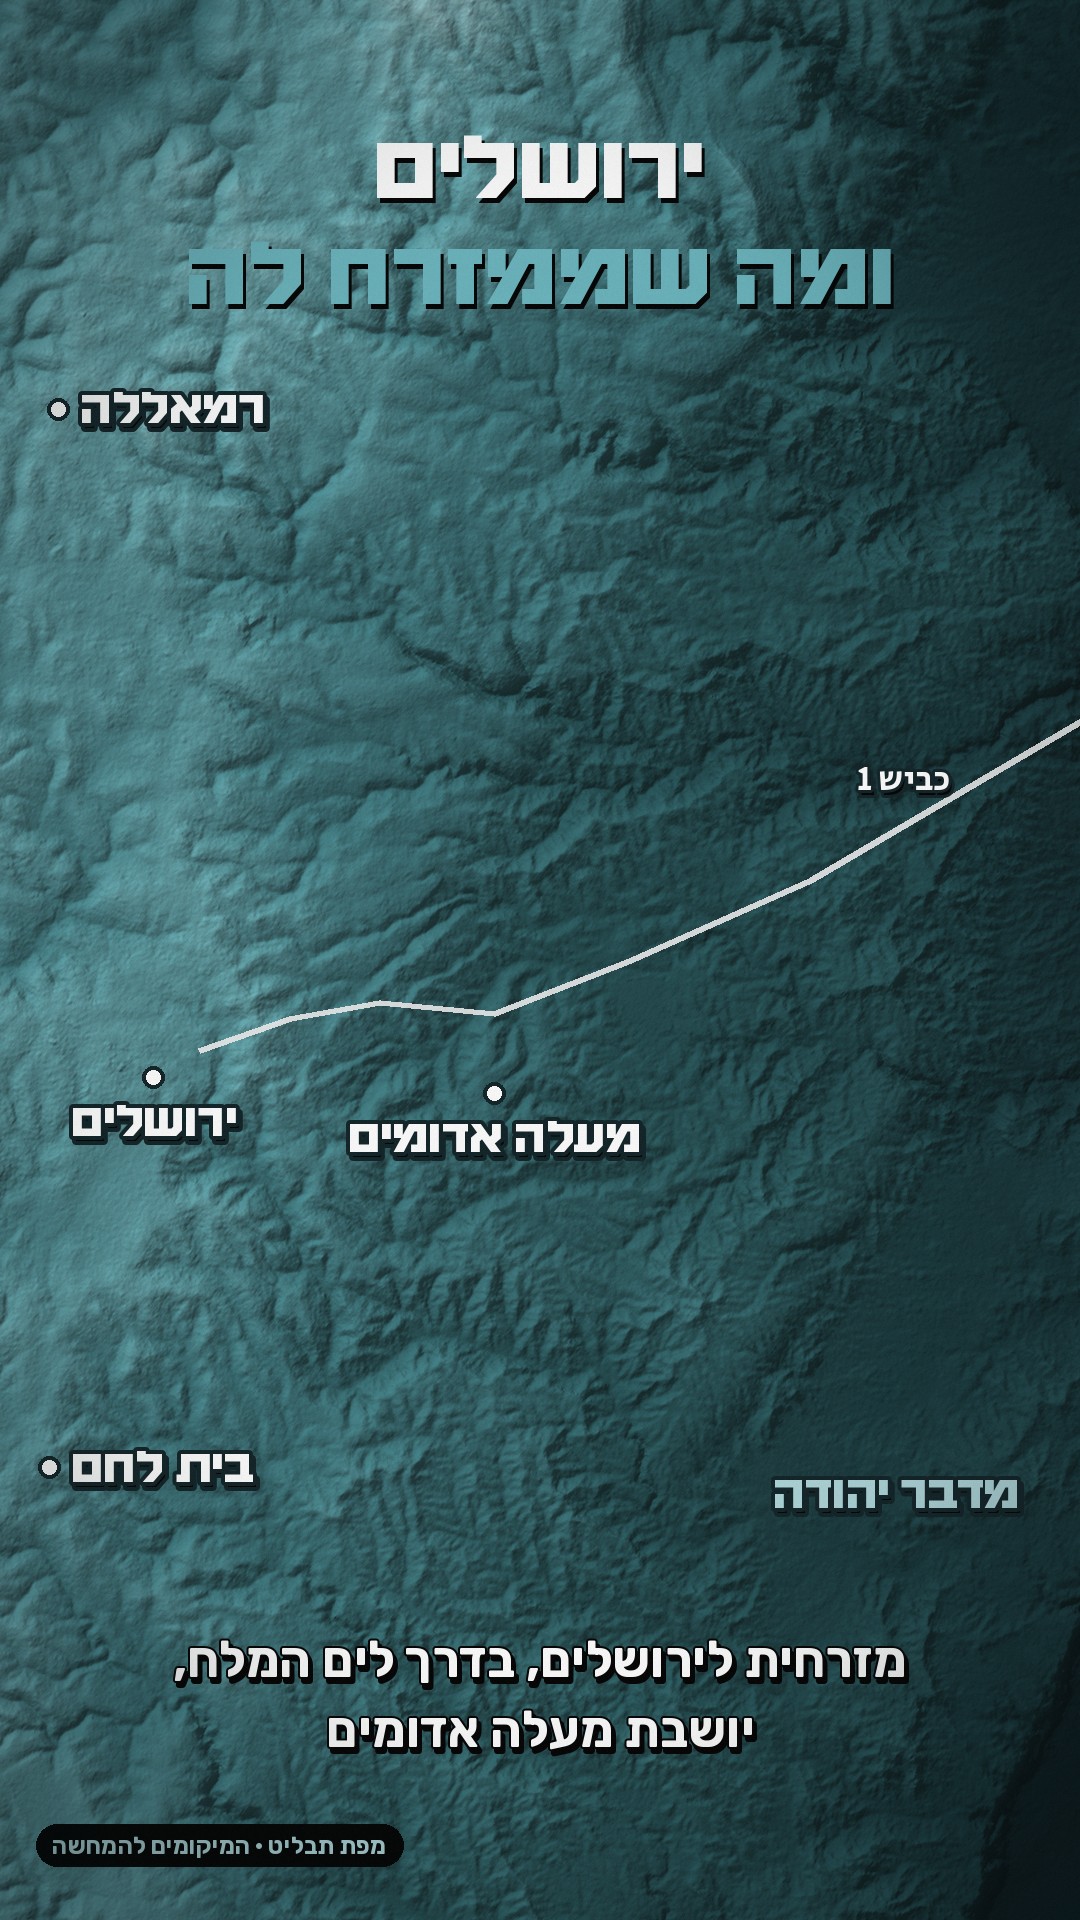 ירושלים
ומה שממזרח לה
רמאללה
כביש 1
ירושלים
מעלה אדומים
בית לחם
מדבר יהודה
מזרחית לירושלים, בדרך לים המלח,
יושבת מעלה אדומים
מפת תבליט • המיקומים להמחשה